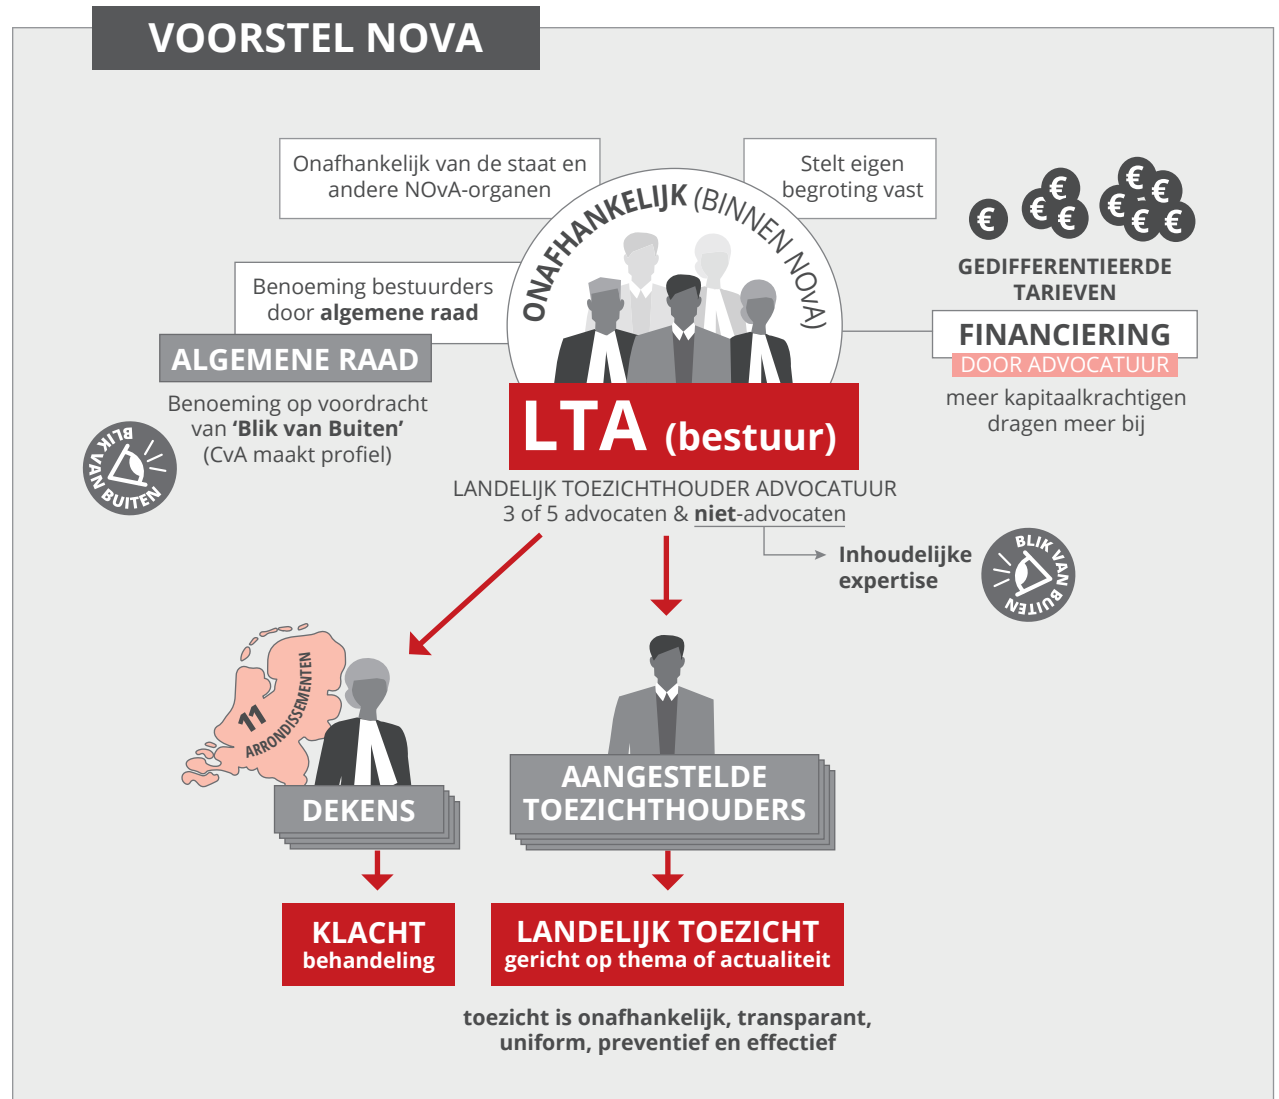 VOORSTEL NOVA
Onafhankelijk van de staat en
andere NOvA-organen
Stelt eigen
begroting vast
ONAFHANKELIJK (BINNEN NOvA)
€ € € € € € € € €
GEDIFFERENTIEERDE
TARIEVEN
Benoeming bestuurders
door algemene raad
ALGEMENE RAAD
Benoeming op voordracht
van ‘Blik van Buiten’
(CvA maakt profiel)
BLIK VAN BUITEN
FINANCIERING
DOOR ADVOCATUUR
meer kapitaalkrachtigen
dragen meer bij
LTA (bestuur)
LANDELIJK TOEZICHTHOUDER ADVOCATUUR
3 of 5 advocaten & niet-advocaten
Inhoudelijke
expertise
BLIK VAN BUITEN
11
ARRONDISSEMENTEN
DEKENS
AANGESTELDE
TOEZICHTHOUDERS
KLACHT
behandeling
LANDELIJK TOEZICHT
gericht op thema of actualiteit
toezicht is onafhankelijk, transparant,
uniform, preventief en effectief